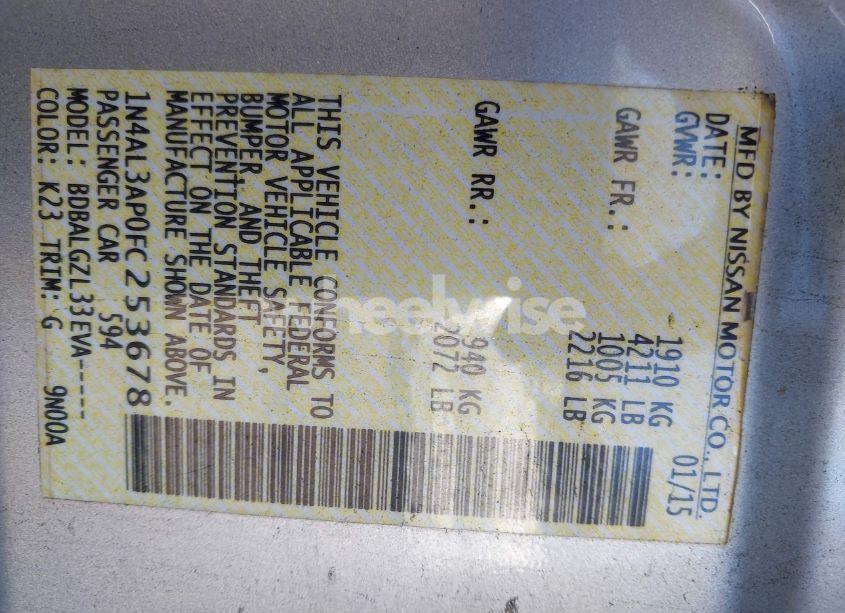 MFD BY NISSAN MOTOR CO., LTD.
DATE: 01/15
GVWR: 1910 KG
4211 LB
GAWR FR.: 1005 KG
2216 LB
GAWR RR.: 940 KG
2072 LB
THIS VEHICLE CONFORMS TO
ALL APPLICABLE FEDERAL
MOTOR VEHICLE SAFETY,
BUMPER AND THEFT
PREVENTION STANDARDS IN
EFFECT ON THE DATE OF
MANUFACTURE SHOWN ABOVE.
1N4AL3AP0FC253678
PASSENGER CAR 594
MODEL: BDBALGZL33EVA-----
COLOR: K23 TRIM: G 9N00A